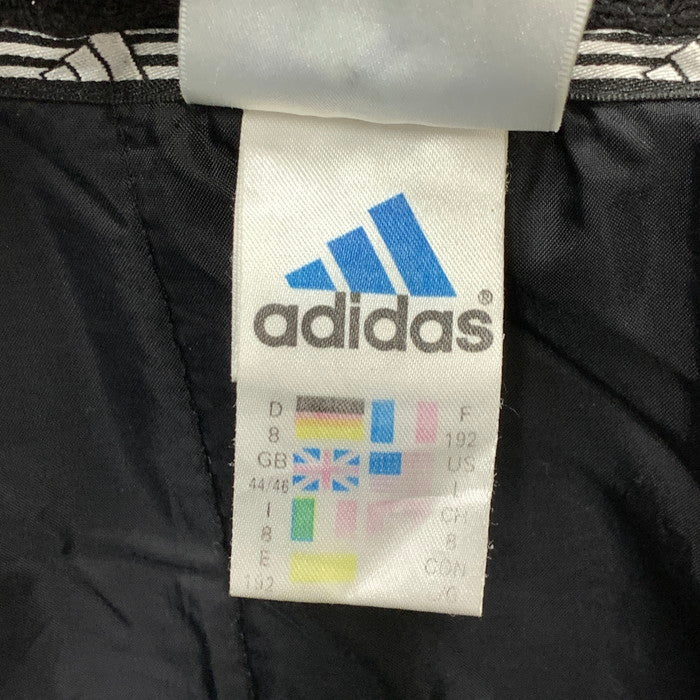 adidas®
D F
8 192
GB US
44/46 L
I CH
8 8
E CON
192